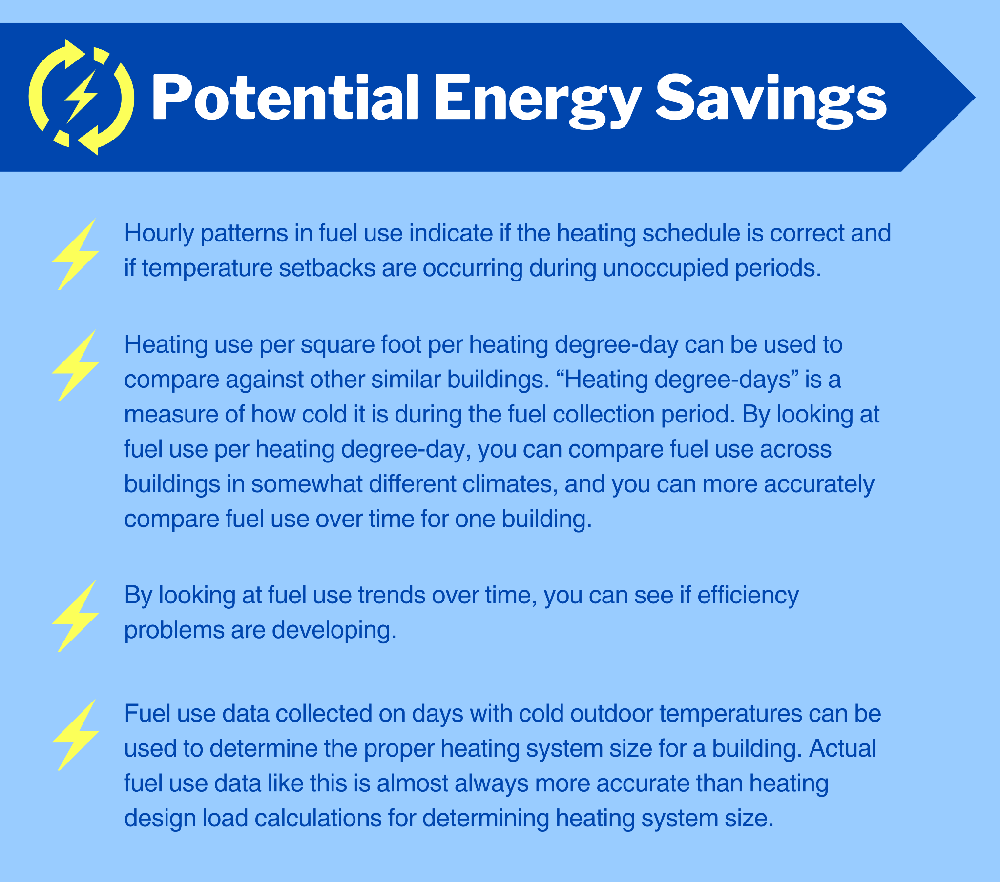 Potential Energy Savings
Hourly patterns in fuel use indicate if the heating schedule is correct and
if temperature setbacks are occurring during unoccupied periods.
Heating use per square foot per heating degree-day can be used to
compare against other similar buildings. “Heating degree-days” is a
measure of how cold it is during the fuel collection period. By looking at
fuel use per heating degree-day, you can compare fuel use across
buildings in somewhat different climates, and you can more accurately
compare fuel use over time for one building.
By looking at fuel use trends over time, you can see if efficiency
problems are developing.
Fuel use data collected on days with cold outdoor temperatures can be
used to determine the proper heating system size for a building. Actual
fuel use data like this is almost always more accurate than heating
design load calculations for determining heating system size.